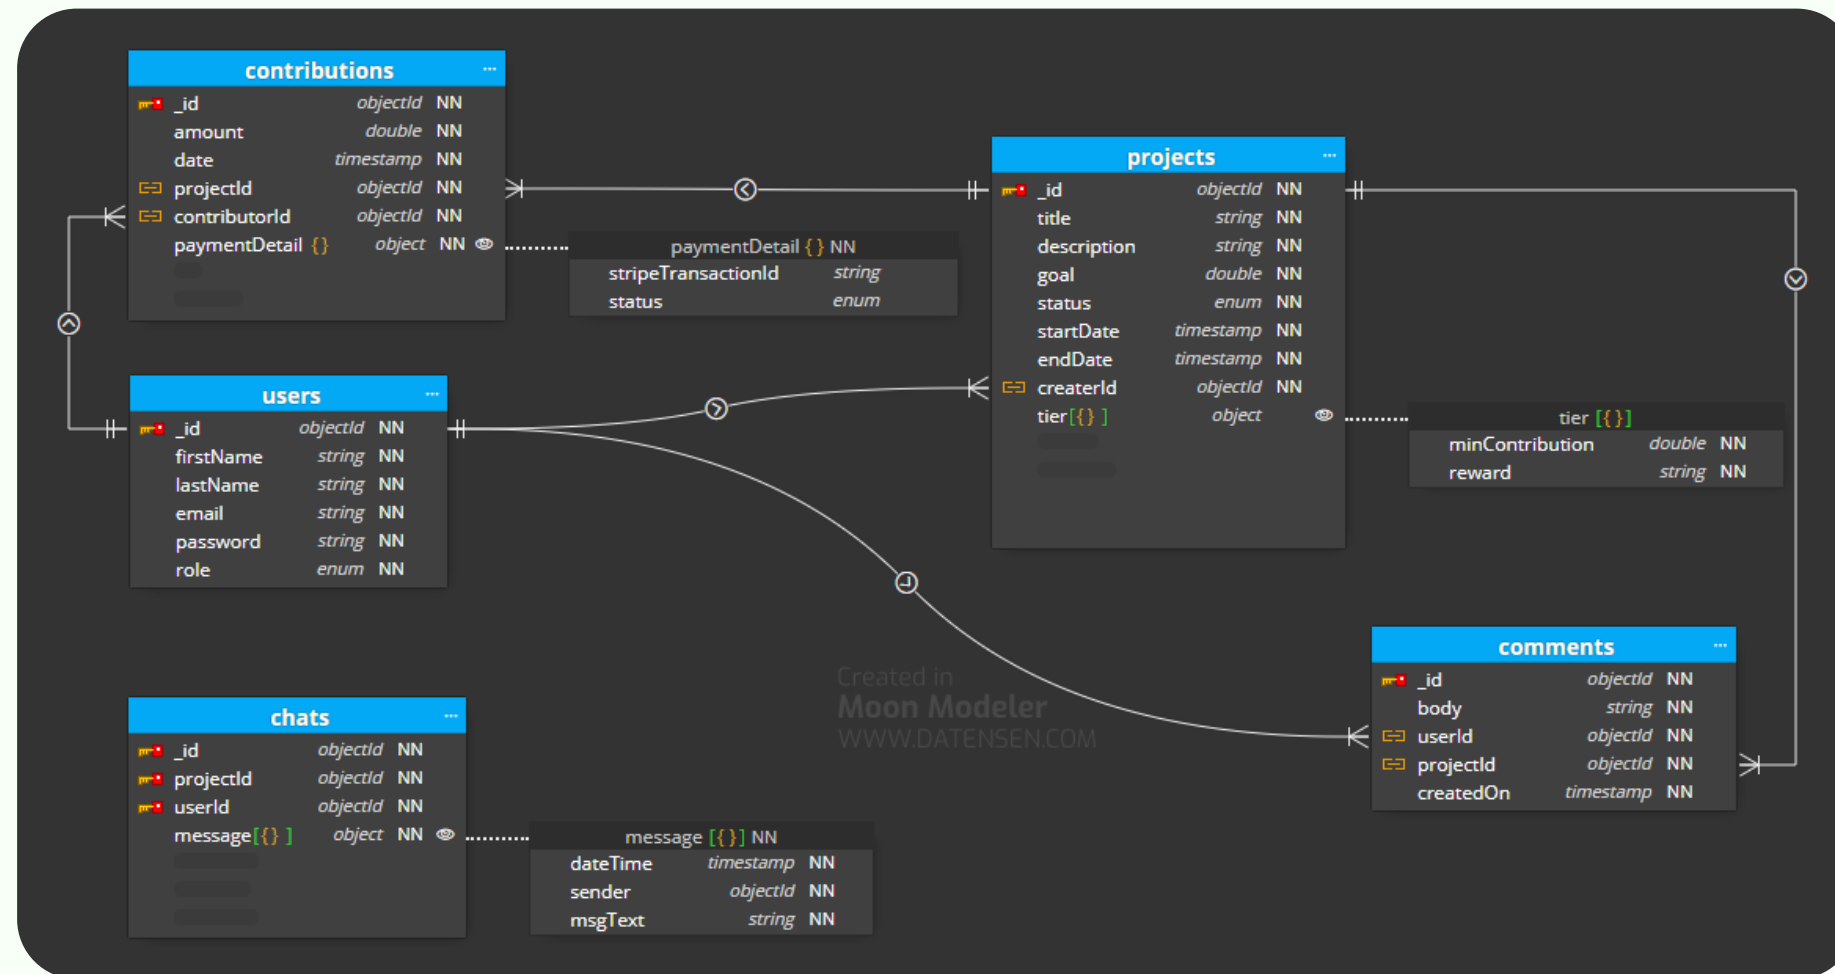 contributions ...
_id objectId NN
amount double NN
date timestamp NN
projectId objectId NN
contributorId objectId NN
paymentDetail {} object NN
paymentDetail {} NN
stripeTransactionId string
status enum
projects ...
_id objectId NN
title string NN
description string NN
goal double NN
status enum NN
startDate timestamp NN
endDate timestamp NN
createrId objectId NN
tier[{} ] object
tier [{}]
minContribution double NN
reward string NN
users ...
_id objectId NN
firstName string NN
lastName string NN
email string NN
password string NN
role enum NN
comments ...
_id objectId NN
body string NN
userId objectId NN
projectId objectId NN
createdOn timestamp NN
Created in
Moon Modeler
WWW.DATENSEN.COM
chats ...
_id objectId NN
projectId objectId NN
userId objectId NN
message[{} ] object NN
message [{}] NN
dateTime timestamp NN
sender objectId NN
msgText string NN